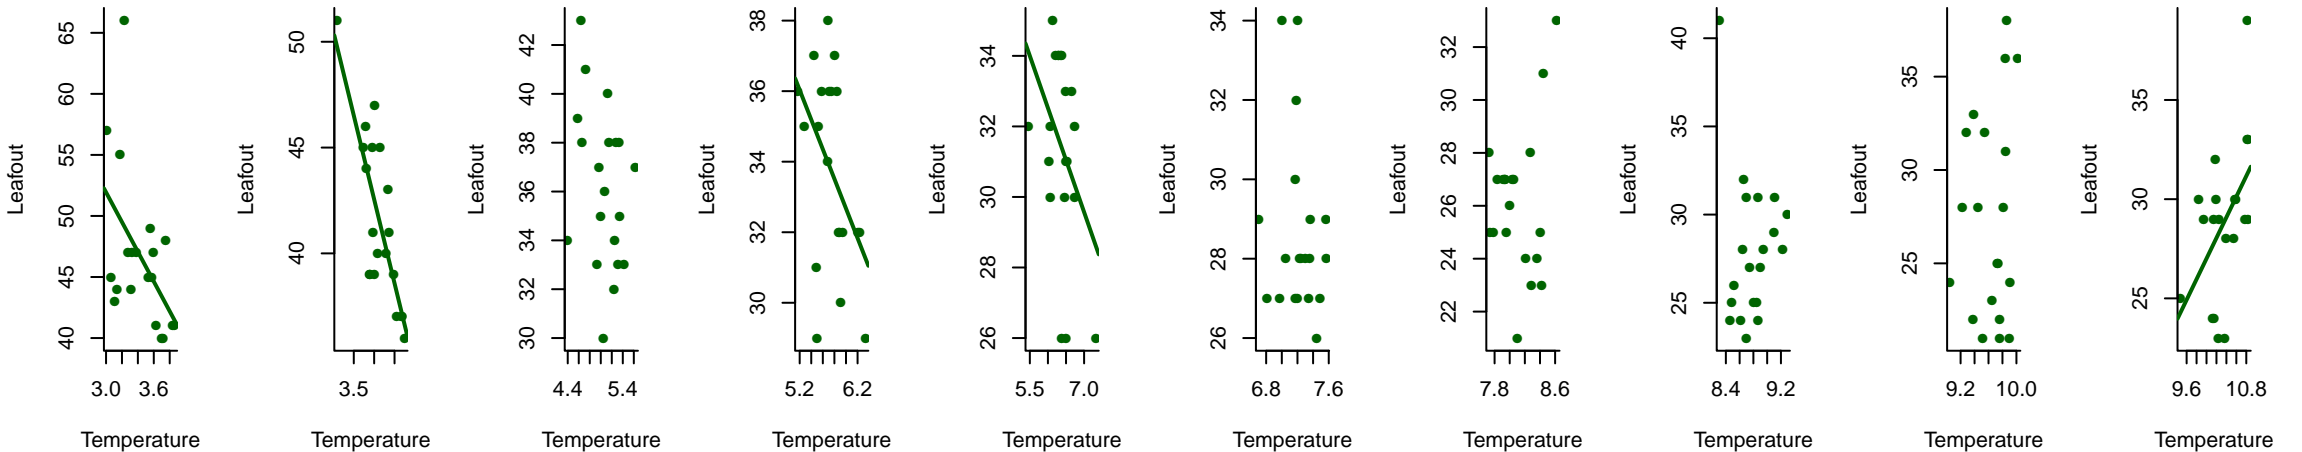 Leafout
65
60
55
50
45
40
3.0 3.6
Temperature
Leafout
50
45
40
3.5
Temperature
Leafout
42
40
38
36
34
32
30
4.4 5.4
Temperature
Leafout
38
36
34
32
30
5.2 6.2
Temperature
Leafout
34
32
30
28
26
5.5 7.0
Temperature
Leafout
34
32
30
28
26
6.8 7.6
Temperature
Leafout
32
30
28
26
24
22
7.8 8.6
Temperature
Leafout
40
35
30
25
8.4 9.2
Temperature
Leafout
35
30
25
9.2 10.0
Temperature
Leafout
35
30
25
9.6 10.8
Temperature